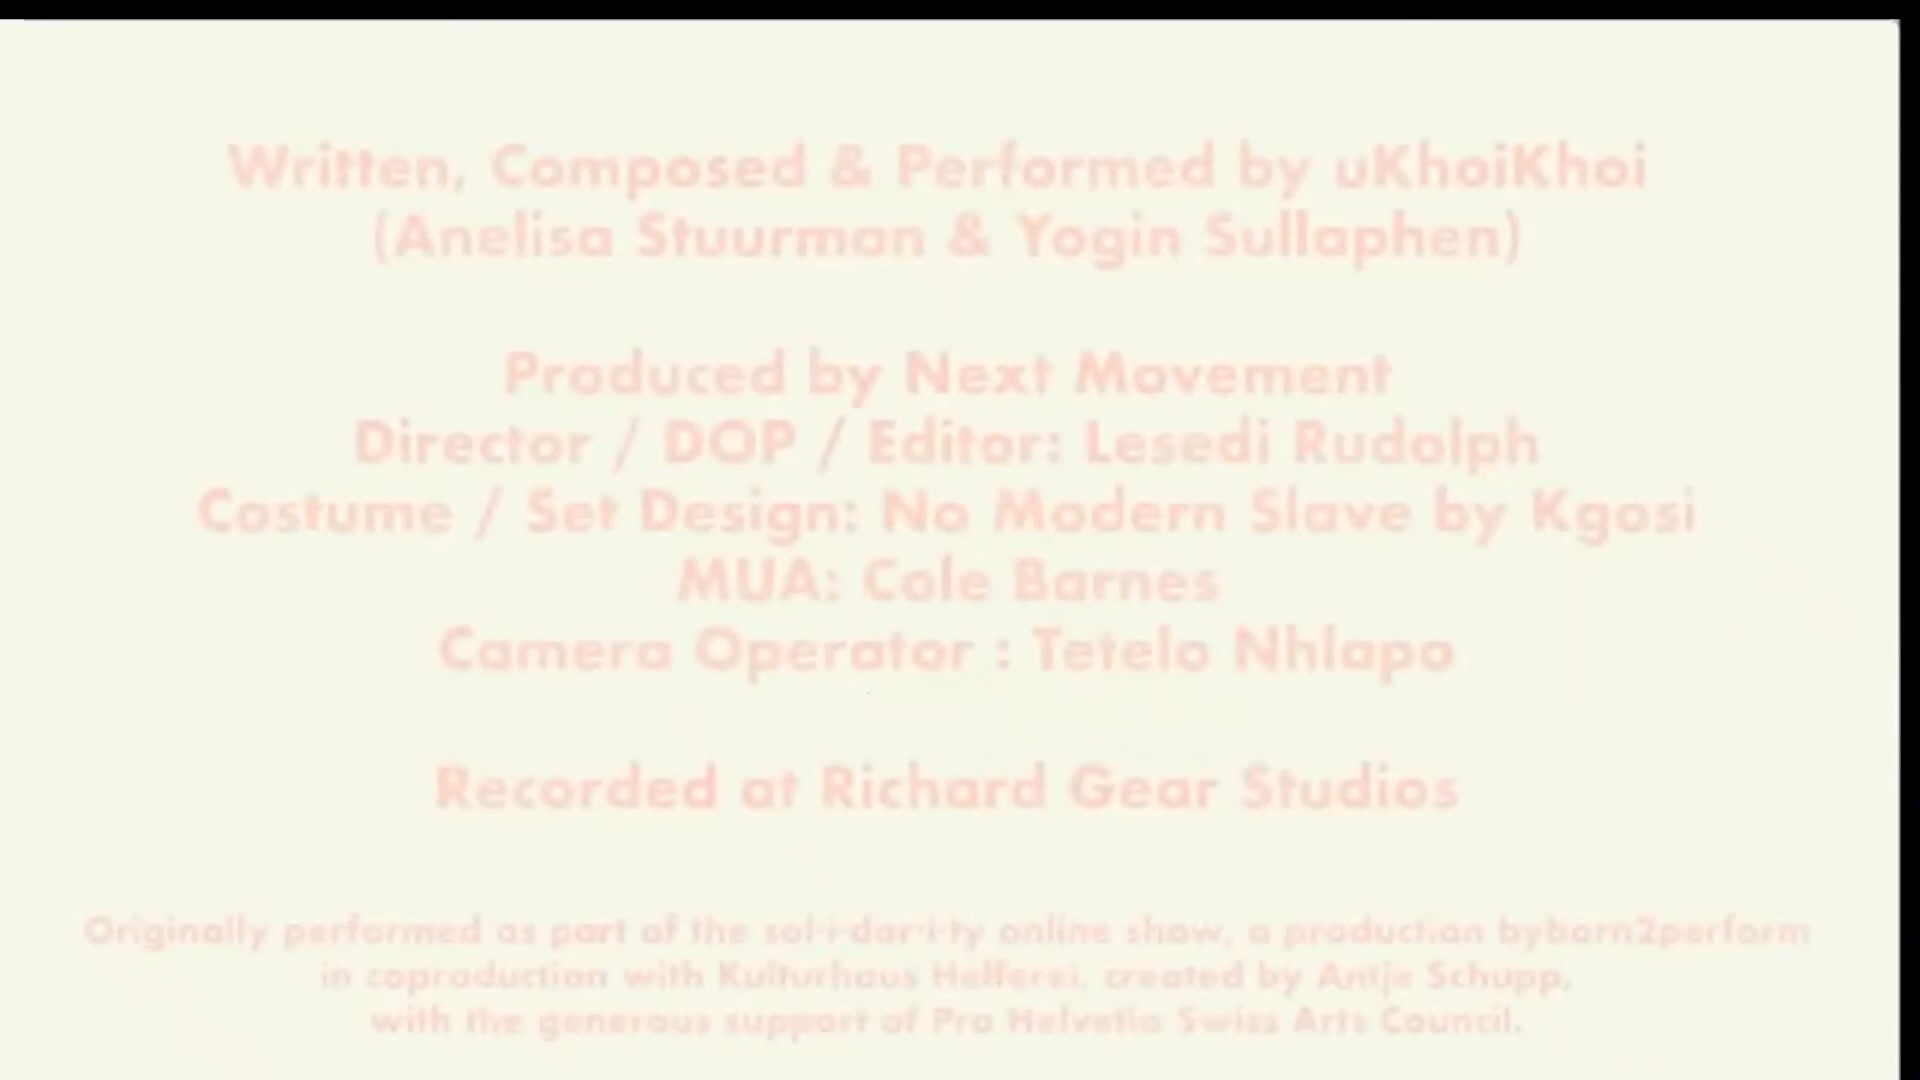 Written, Composed & Performed by uKhoiKhoi
(Anelisa Stuurman & Yogin Sullaphen)
Produced by Next Movement
Director / DOP / Editor: Lesedi Rudolph
Costume / Set Design: No Modern Slave by Kgosi
MUA: Cole Barnes
Camera Operator : Tetelo Nhlapo
Recorded at Richard Gear Studios
Originally performed as part of the sol·i·dar·i·ty online show, a production byborn2perform
in coproduction with Kulturhaus Helferei, created by Antje Schupp,
with the generous support of Pro Helvetia Swiss Arts Council.